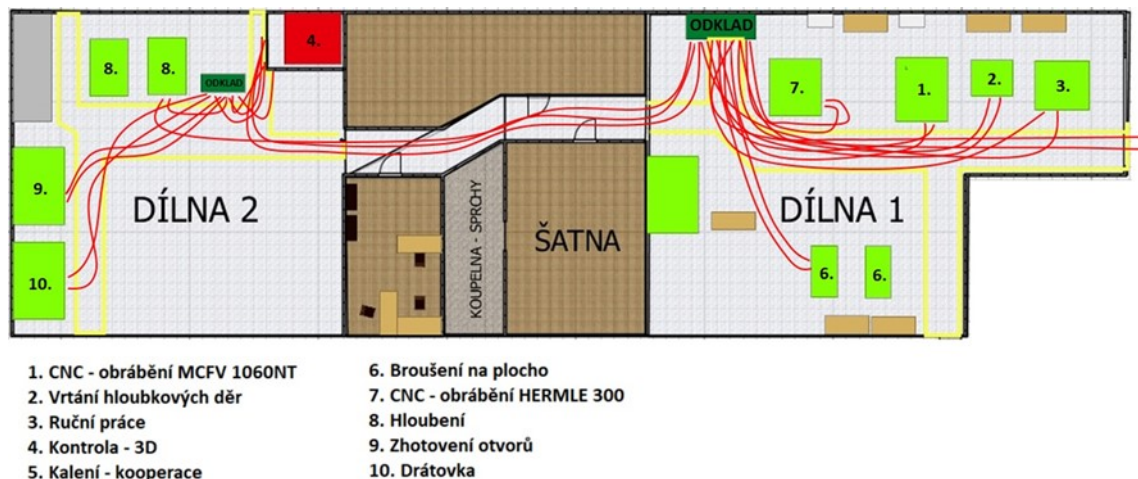 ODKLAD
4.
8.
8.
ODKLAD
7.
1.
2.
3.
9.
DÍLNA 2
KOUPELNA - SPRCHY
ŠATNA
DÍLNA 1
10.
6.
6.
1. CNC - obrábění MCFV 1060NT
2. Vrtání hloubkových děr
3. Ruční práce
4. Kontrola - 3D
5. Kalení - kooperace
6. Broušení na plocho
7. CNC - obrábění HERMLE 300
8. Hloubení
9. Zhotovení otvorů
10. Drátovka